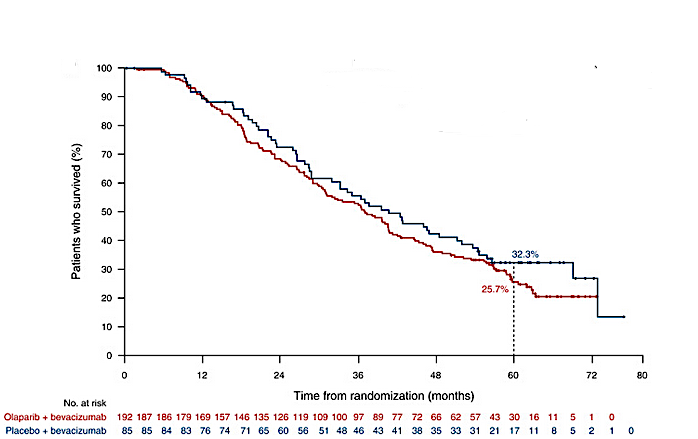 100
90
80
70
60
50
40
30
20
10
0
Patients who survived (%)
32.3%
25.7%
0 12 24 36 48 60 72 80
Time from randomization (months)
No. at risk
Olaparib + bevacizumab 192 187 186 179 169 157 146 135 126 119 109 100 97 89 77 72 66 62 57 43 30 16 11 5 1 0
Placebo + bevacizumab 85 85 84 83 76 74 71 65 60 56 51 48 46 43 41 38 35 33 31 21 17 11 8 5 2 1 0